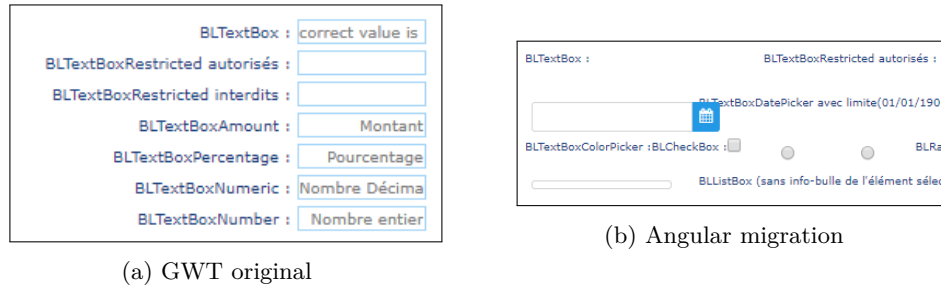 BLTextBox : correct value is
BLTextBoxRestricted autorisés :
BLTextBoxRestricted interdits :
BLTextBoxAmount : Montant
BLTextBoxPercentage : Pourcentage
BLTextBoxNumeric : Nombre Décima
BLTextBoxNumber : Nombre entier
(a) GWT original
BLTextBox : BLTextBoxRestricted autorisés :
TextBoxDatePicker avec limite(01/01/190
BLTextBoxColorPicker :BLCheckBox : BLRa
BLListBox (sans info-bulle de l'élément sélec
(b) Angular migration